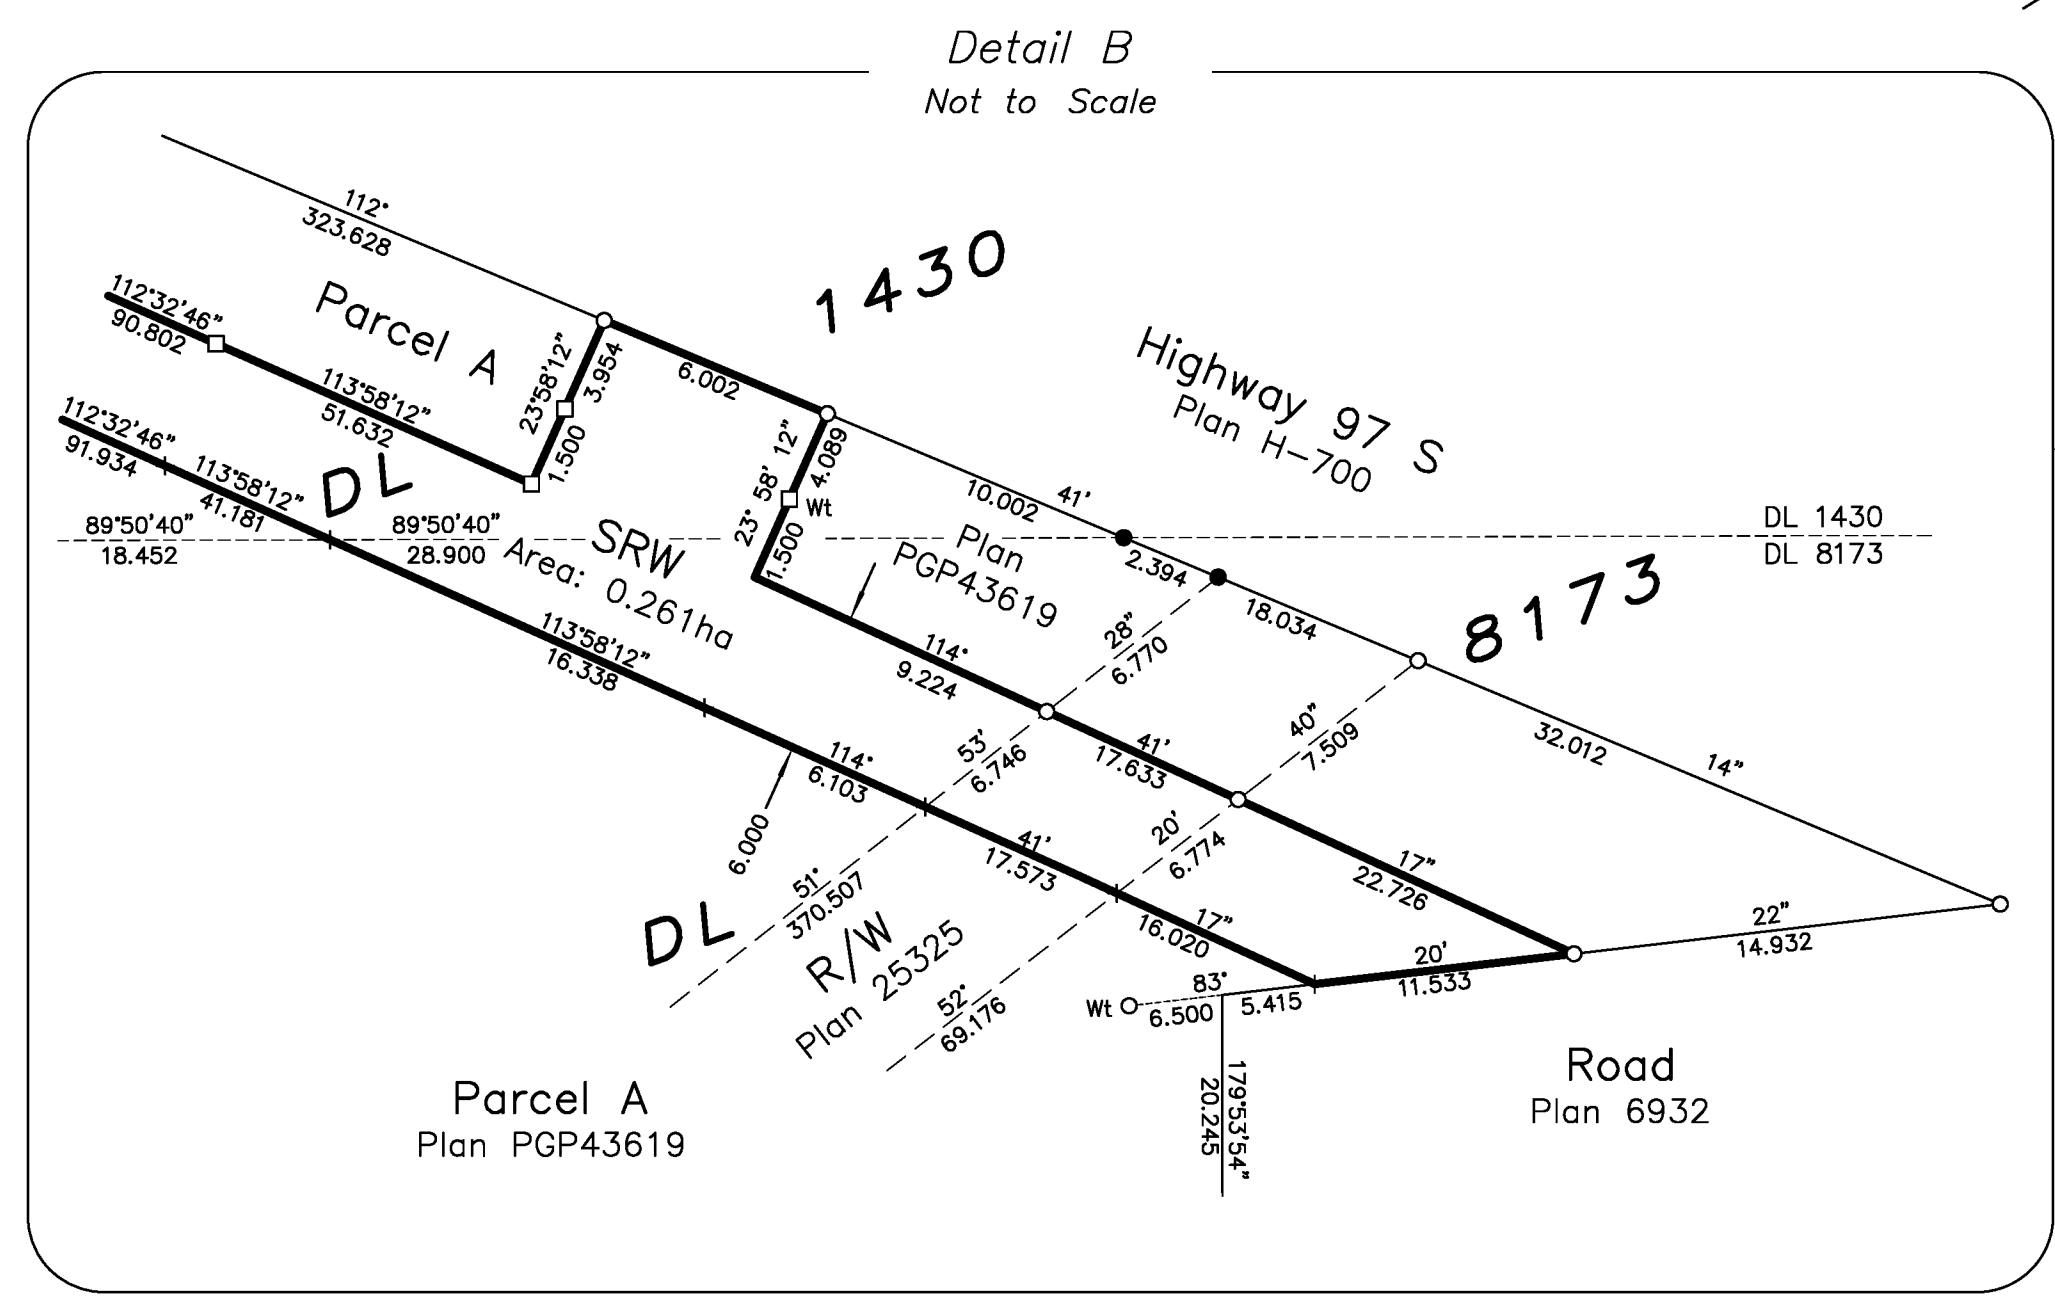 Detail B
Not to Scale
112°
323.628
1430
112°32'46"
90.802
Parcel A
23°58'12"
3.954
6.002
Highway 97 S
Plan H-700
113°58'12"
51.632
1.500
23° 58' 12"
4.089
Wt
1.500
112°32'46"
91.934
113°58'12"
41.181
DL
10.002
41'
DL 1430
DL 8173
89°50'40"
18.452
89°50'40"
28.900
SRW
Area: 0.261ha
Plan
PGP43619
2.394
18.034
8173
28"
6.770
113°58'12"
16.338
114°
9.224
40"
7.509
32.012
14"
53'
6.746
41'
17.633
114°
6.103
6.000
20'
6.774
41'
17.573
17"
22.726
51°
370.507
DL
R/W
Plan 25325
17"
16.020
22"
14.932
20'
11.533
52°
69.176
83°
Wt
6.500
5.415
179°53'54"
20.245
Road
Plan 6932
Parcel A
Plan PGP43619